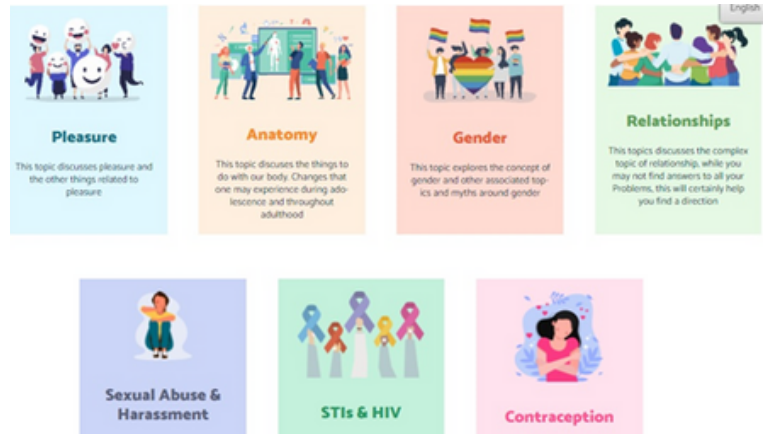 English
Pleasure
This topic discusses pleasure and
the other things related to
pleasure
Anatomy
This topic discuses the things to
do with our body. Changes that
one may experience during ado-
lescence and throughout
adulthood
Gender
This topic explores the concept of
gender and other associated top-
ics and myths around gender
Relationships
This topics discusses the complex
topic of relationship, while you
may not find answers to all your
Problems, this will certainly help
you find a direction
Sexual Abuse &
Harassment
STIs & HIV
Contraception